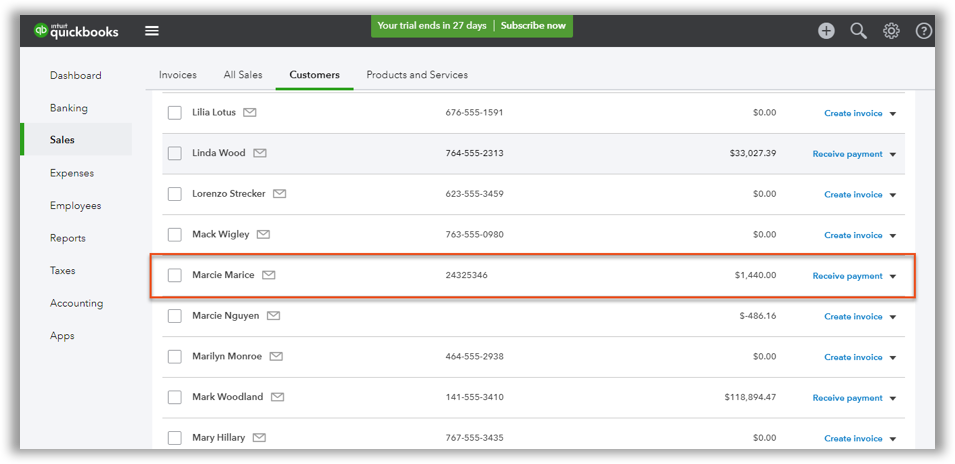 intuit
qb quickbooks
Your trial ends in 27 days | Subscribe now
Dashboard
Banking
Sales
Expenses
Employees
Reports
Taxes
Accounting
Apps
Invoices All Sales Customers Products and Services
Lilia Lotus 676-555-1591 $0.00 Create invoice
Linda Wood 764-555-2313 $33,027.39 Receive payment
Lorenzo Strecker 623-555-3459 $0.00 Create invoice
Mack Wigley 763-555-0980 $0.00 Create invoice
Marcie Marice 24325346 $1,440.00 Receive payment
Marcie Nguyen $-486.16 Create invoice
Marilyn Monroe 464-555-2938 $0.00 Create invoice
Mark Woodland 141-555-3410 $118,894.47 Receive payment
Mary Hillary 767-555-3435 $0.00 Create invoice